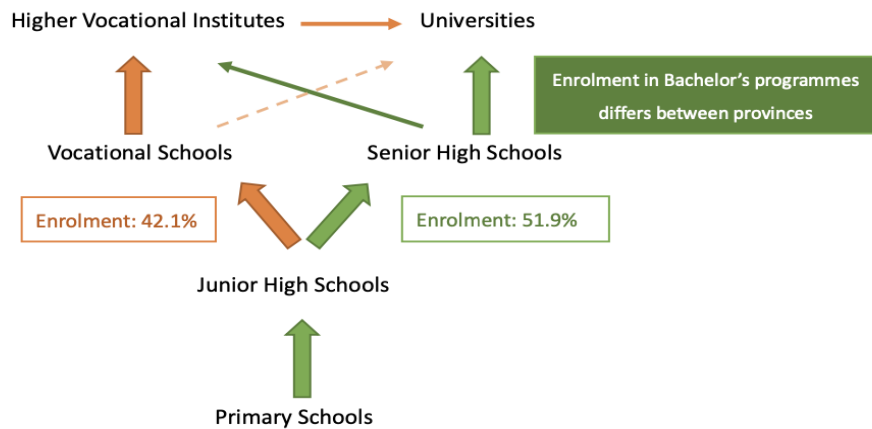 Higher Vocational Institutes
Universities
Enrolment in Bachelor's programmes
differs between provinces
Vocational Schools
Senior High Schools
Enrolment: 42.1%
Enrolment: 51.9%
Junior High Schools
Primary Schools